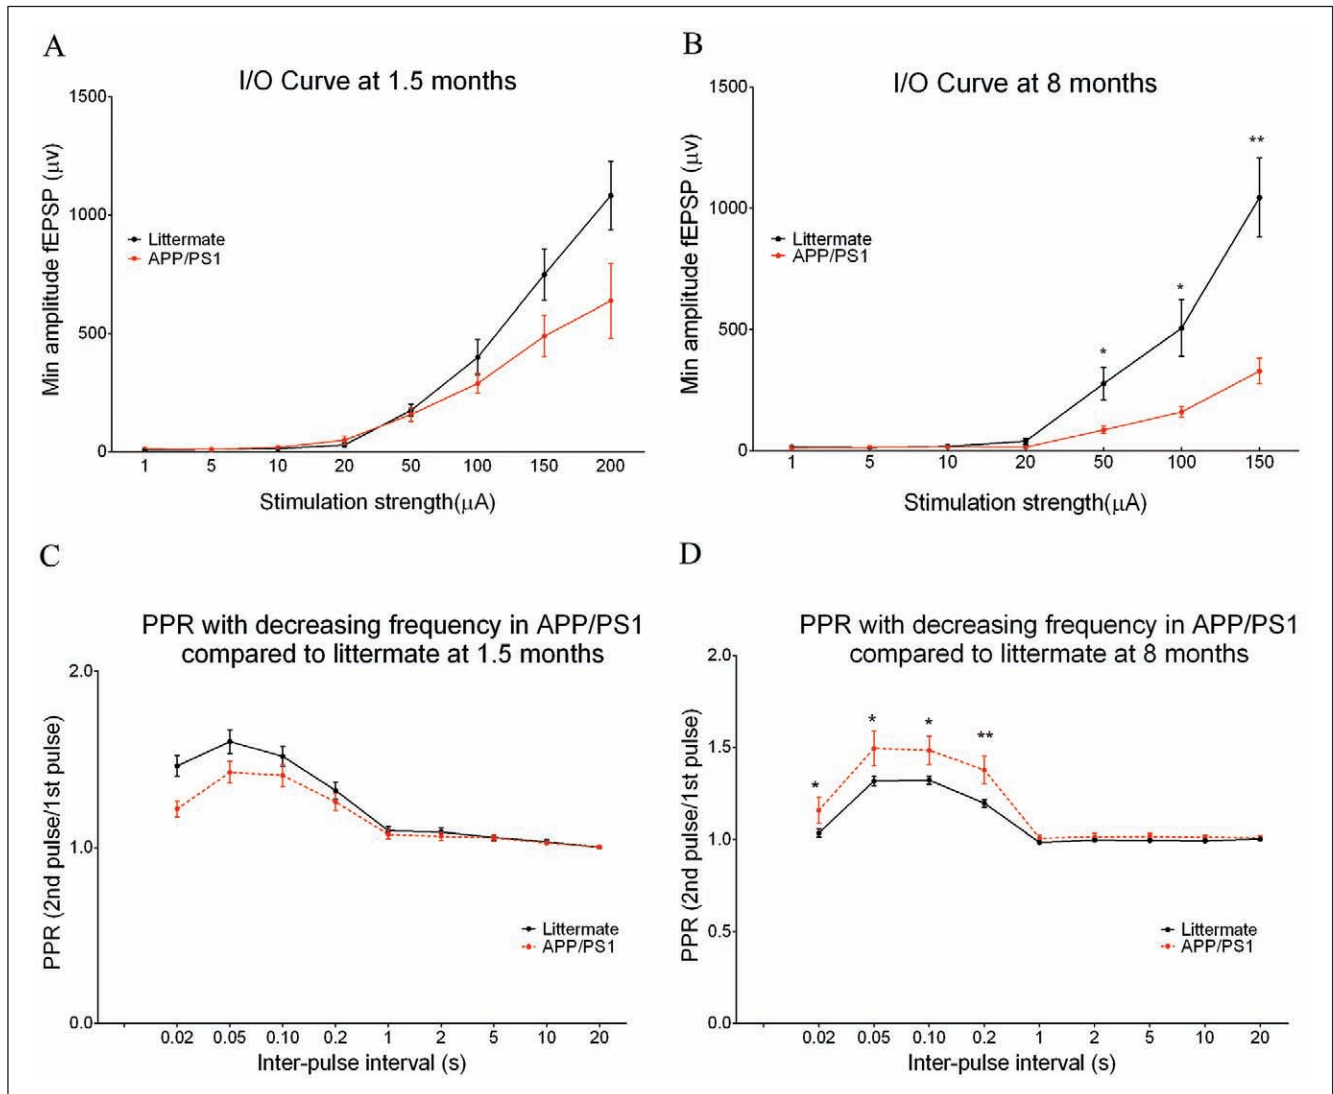 A
I/O Curve at 1.5 months
1500
1000
500
0
Min amplitude fEPSP (μv)
Littermate
APP/PS1
1 5 10 20 50 100 150 200
Stimulation strength(μA)
B
I/O Curve at 8 months
1500
1000
500
0
Min amplitude fEPSP (μv)
Littermate
APP/PS1
*
*
**
1 5 10 20 50 100 150
Stimulation strength(μA)
C
PPR with decreasing frequency in APP/PS1
compared to littermate at 1.5 months
2.0
1.0
0.0
PPR (2nd pulse/1st pulse)
Littermate
APP/PS1
0.02 0.05 0.10 0.2 1 2 5 10 20
Inter-pulse interval (s)
D
PPR with decreasing frequency in APP/PS1
compared to littermate at 8 months
2.0
1.5
1.0
0.5
0.0
PPR (2nd pulse/1st pulse)
*
*
*
**
Littermate
APP/PS1
0.02 0.05 0.10 0.2 1 2 5 10 20
Inter-pulse interval (s)